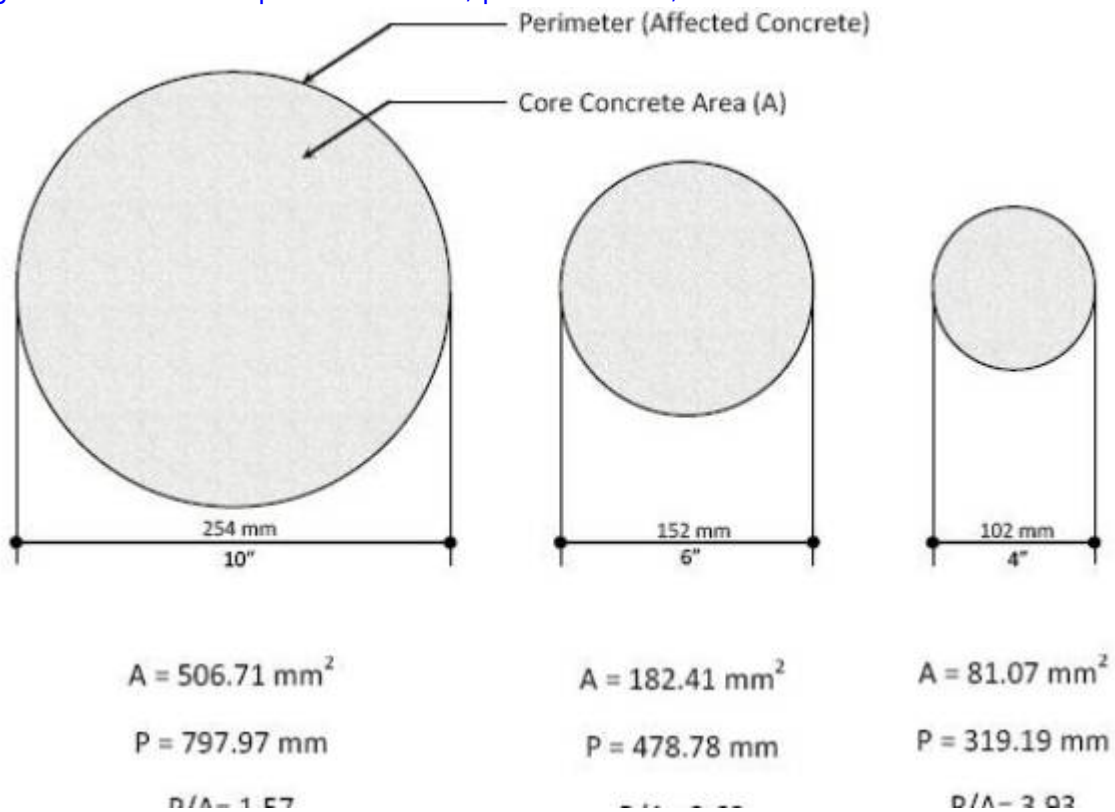 Perimeter (Affected Concrete)
Core Concrete Area (A)
254 mm
10"
152 mm
6"
102 mm
4"
A = 506.71 mm²
P = 797.97 mm
P/A= 1.57
A = 182.41 mm²
P = 478.78 mm
A = 81.07 mm²
P = 319.19 mm
P/A= 3.93